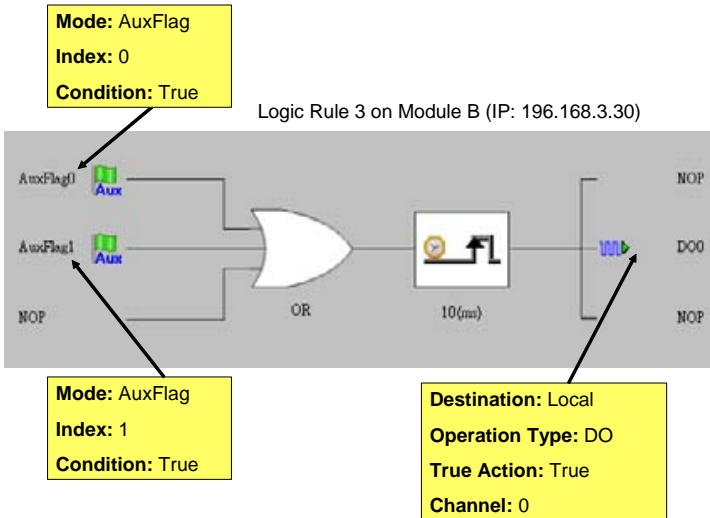 Mode: AuxFlag
Index: 0
Condition: True
Logic Rule 3 on Module B (IP: 196.168.3.30)
AuxFlag0
Aux
NOP
AuxFlag1
Aux
DO0
NOP
OR
10(ms)
NOP
Mode: AuxFlag
Index: 1
Condition: True
Destination: Local
Operation Type: DO
True Action: True
Channel: 0